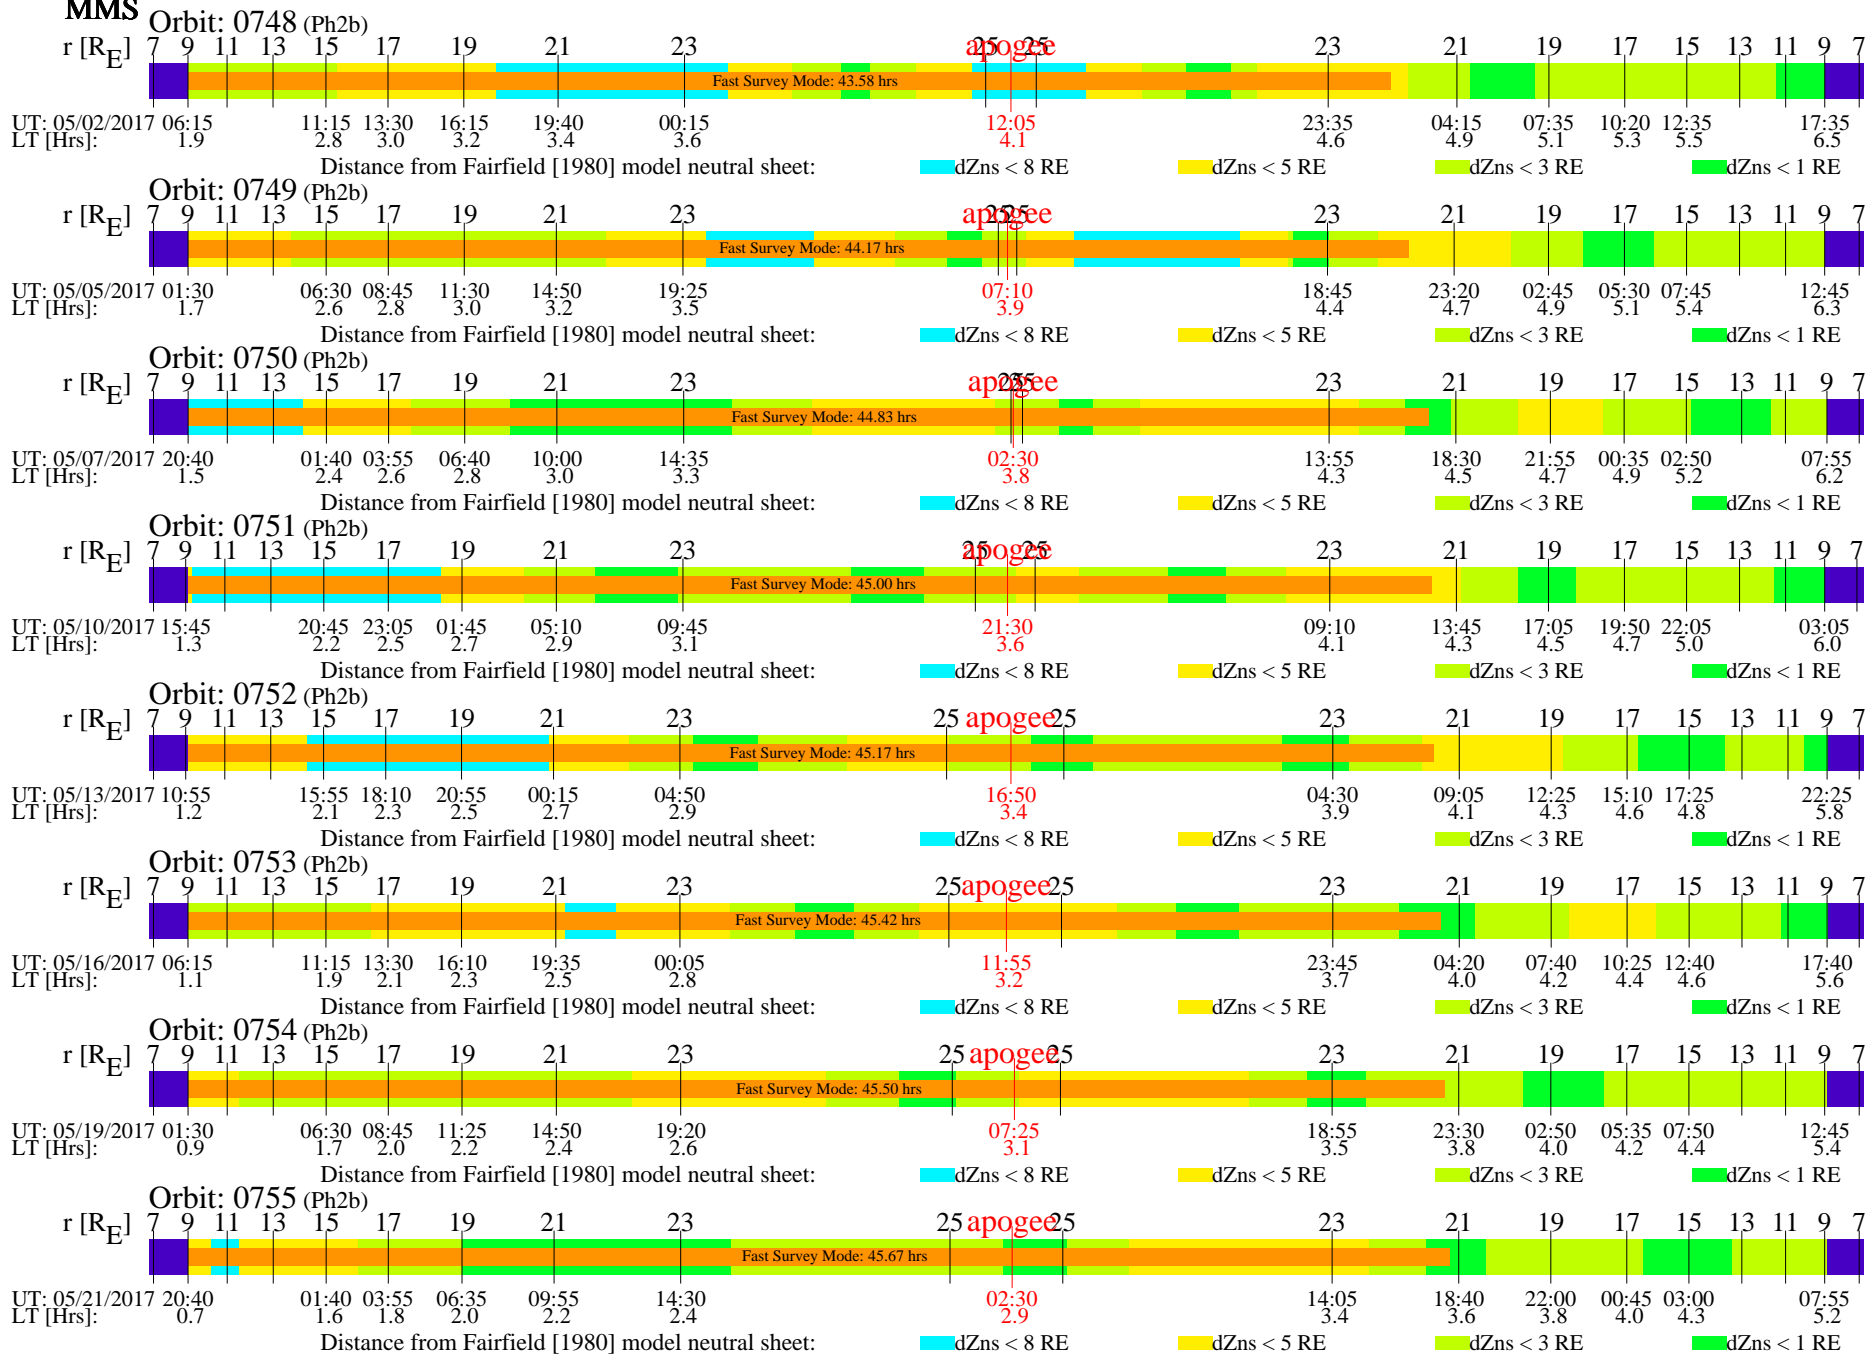 MMS
Orbit: 0748 (Ph2b)
r [RE] 7 9 11 13 15 17 19 21 23 25 apogee 25 23 21 19 17 15 13 11 9 7
Fast Survey Mode: 43.58 hrs
UT: 05/02/2017 06:15 11:15 13:30 16:15 19:40 00:15 12:05 23:35 04:15 07:35 10:20 12:35 17:35
LT [Hrs]: 1.9 2.8 3.0 3.2 3.4 3.6 4.1 4.6 4.9 5.1 5.3 5.5 6.5
Distance from Fairfield [1980] model neutral sheet: dZns < 8 RE dZns < 5 RE dZns < 3 RE dZns < 1 RE
Orbit: 0749 (Ph2b)
r [RE] 7 9 11 13 15 17 19 21 23 25 apogee 25 23 21 19 17 15 13 11 9 7
Fast Survey Mode: 44.17 hrs
UT: 05/05/2017 01:30 06:30 08:45 11:30 14:50 19:25 07:10 18:45 23:20 02:45 05:30 07:45 12:45
LT [Hrs]: 1.7 2.6 2.8 3.0 3.2 3.5 3.9 4.4 4.7 4.9 5.1 5.4 6.3
Distance from Fairfield [1980] model neutral sheet: dZns < 8 RE dZns < 5 RE dZns < 3 RE dZns < 1 RE
Orbit: 0750 (Ph2b)
r [RE] 7 9 11 13 15 17 19 21 23 25 apogee 25 23 21 19 17 15 13 11 9 7
Fast Survey Mode: 44.83 hrs
UT: 05/07/2017 20:40 01:40 03:55 06:40 10:00 14:35 02:30 13:55 18:30 21:55 00:35 02:50 07:55
LT [Hrs]: 1.5 2.4 2.6 2.8 3.0 3.3 3.8 4.3 4.5 4.7 4.9 5.2 6.2
Distance from Fairfield [1980] model neutral sheet: dZns < 8 RE dZns < 5 RE dZns < 3 RE dZns < 1 RE
Orbit: 0751 (Ph2b)
r [RE] 7 9 11 13 15 17 19 21 23 25 apogee 25 23 21 19 17 15 13 11 9 7
Fast Survey Mode: 45.00 hrs
UT: 05/10/2017 15:45 20:45 23:05 01:45 05:10 09:45 21:30 09:10 13:45 17:05 19:50 22:05 03:05
LT [Hrs]: 1.3 2.2 2.5 2.7 2.9 3.1 3.6 4.1 4.3 4.5 4.7 5.0 6.0
Distance from Fairfield [1980] model neutral sheet: dZns < 8 RE dZns < 5 RE dZns < 3 RE dZns < 1 RE
Orbit: 0752 (Ph2b)
r [RE] 7 9 11 13 15 17 19 21 23 25 apogee 25 23 21 19 17 15 13 11 9 7
Fast Survey Mode: 45.17 hrs
UT: 05/13/2017 10:55 15:55 18:10 20:55 00:15 04:50 16:50 04:30 09:05 12:25 15:10 17:25 22:25
LT [Hrs]: 1.2 2.1 2.3 2.5 2.7 2.9 3.4 3.9 4.1 4.3 4.6 4.8 5.8
Distance from Fairfield [1980] model neutral sheet: dZns < 8 RE dZns < 5 RE dZns < 3 RE dZns < 1 RE
Orbit: 0753 (Ph2b)
r [RE] 7 9 11 13 15 17 19 21 23 25 apogee 25 23 21 19 17 15 13 11 9 7
Fast Survey Mode: 45.42 hrs
UT: 05/16/2017 06:15 11:15 13:30 16:10 19:35 00:05 11:55 23:45 04:20 07:40 10:25 12:40 17:40
LT [Hrs]: 1.1 1.9 2.1 2.3 2.5 2.8 3.2 3.7 4.0 4.2 4.4 4.6 5.6
Distance from Fairfield [1980] model neutral sheet: dZns < 8 RE dZns < 5 RE dZns < 3 RE dZns < 1 RE
Orbit: 0754 (Ph2b)
r [RE] 7 9 11 13 15 17 19 21 23 25 apogee 25 23 21 19 17 15 13 11 9 7
Fast Survey Mode: 45.50 hrs
UT: 05/19/2017 01:30 06:30 08:45 11:25 14:50 19:20 07:25 18:55 23:30 02:50 05:35 07:50 12:45
LT [Hrs]: 0.9 1.7 2.0 2.2 2.4 2.6 3.1 3.5 3.8 4.0 4.2 4.4 5.4
Distance from Fairfield [1980] model neutral sheet: dZns < 8 RE dZns < 5 RE dZns < 3 RE dZns < 1 RE
Orbit: 0755 (Ph2b)
r [RE] 7 9 11 13 15 17 19 21 23 25 apogee 25 23 21 19 17 15 13 11 9 7
Fast Survey Mode: 45.67 hrs
UT: 05/21/2017 20:40 01:40 03:55 06:35 09:55 14:30 02:30 14:05 18:40 22:00 00:45 03:00 07:55
LT [Hrs]: 0.7 1.6 1.8 2.0 2.2 2.4 2.9 3.4 3.6 3.8 4.0 4.3 5.2
Distance from Fairfield [1980] model neutral sheet: dZns < 8 RE dZns < 5 RE dZns < 3 RE dZns < 1 RE